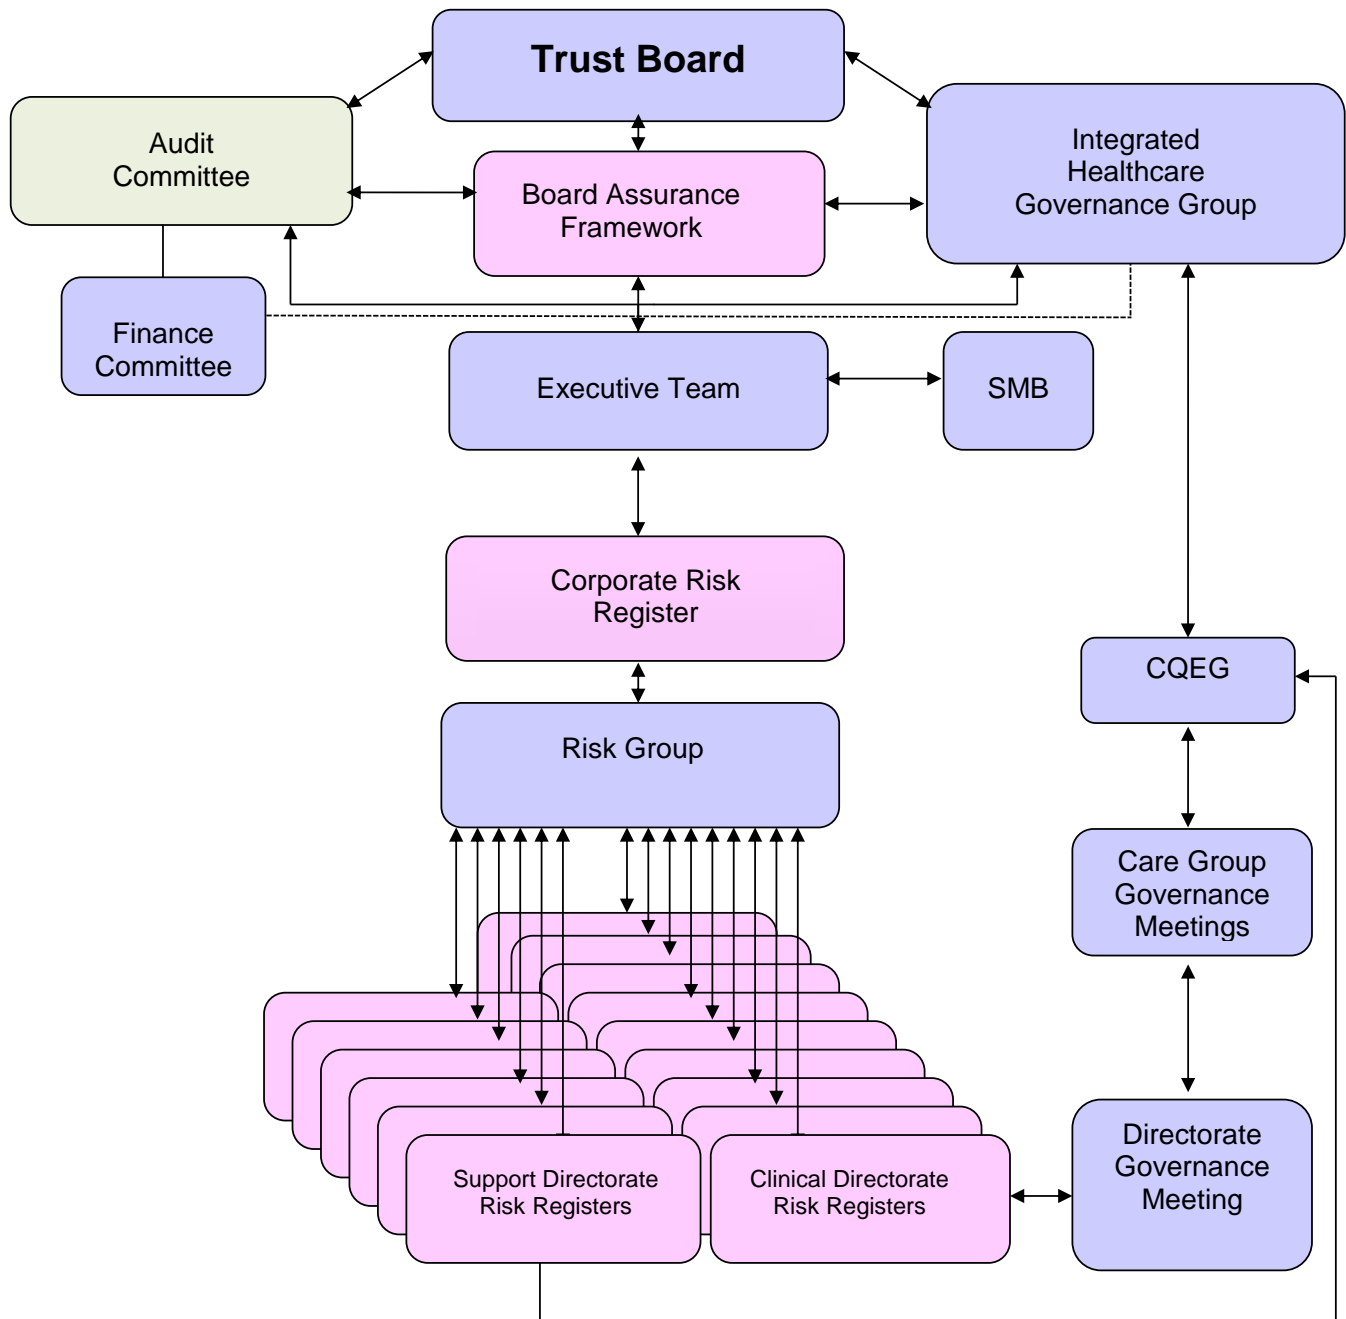 Trust Board
Audit
Committee
Integrated
Healthcare
Governance Group
Board Assurance
Framework
Finance
Committee
Executive Team
SMB
Corporate Risk
Register
CQEG
Risk Group
Care Group
Governance
Meetings
Directorate
Governance
Meeting
Support Directorate
Risk Registers
Clinical Directorate
Risk Registers